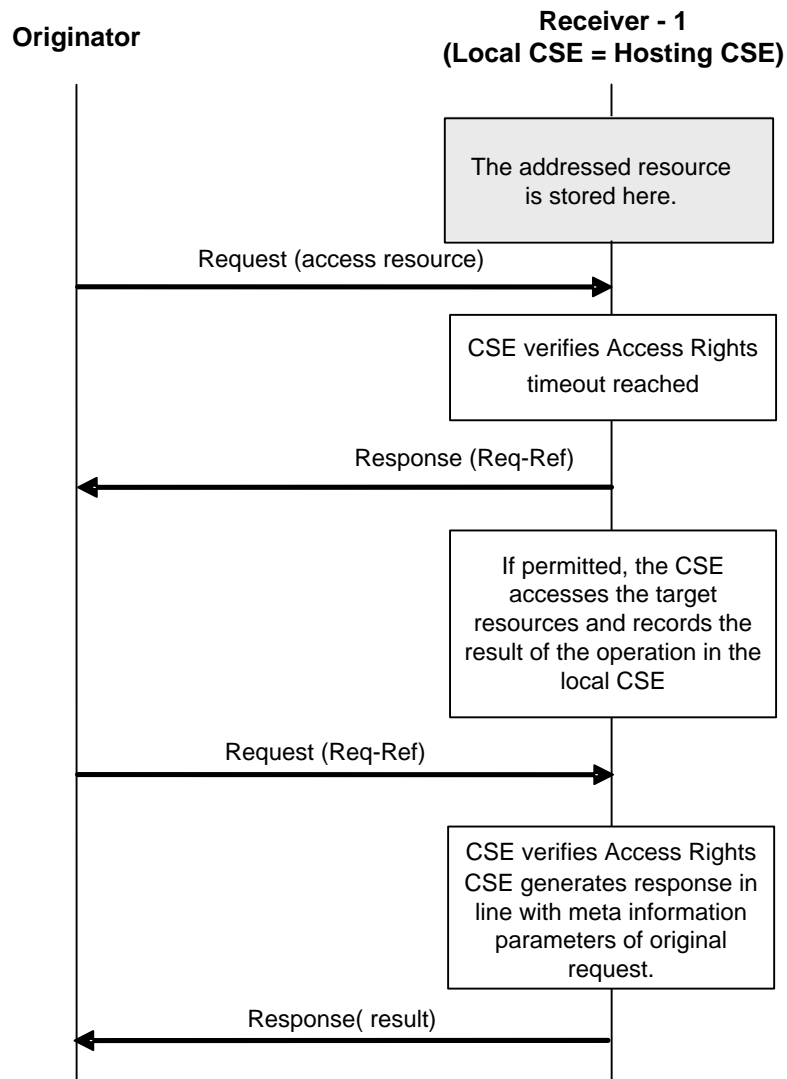 Originator
Receiver - 1
(Local CSE = Hosting CSE)
The addressed resource
is stored here.
Request (access resource)
CSE verifies Access Rights
timeout reached
Response (Req-Ref)
If permitted, the CSE
accesses the target
resources and records the
result of the operation in the
local CSE
Request (Req-Ref)
CSE verifies Access Rights
CSE generates response in
line with meta information
parameters of original
request.
Response( result)